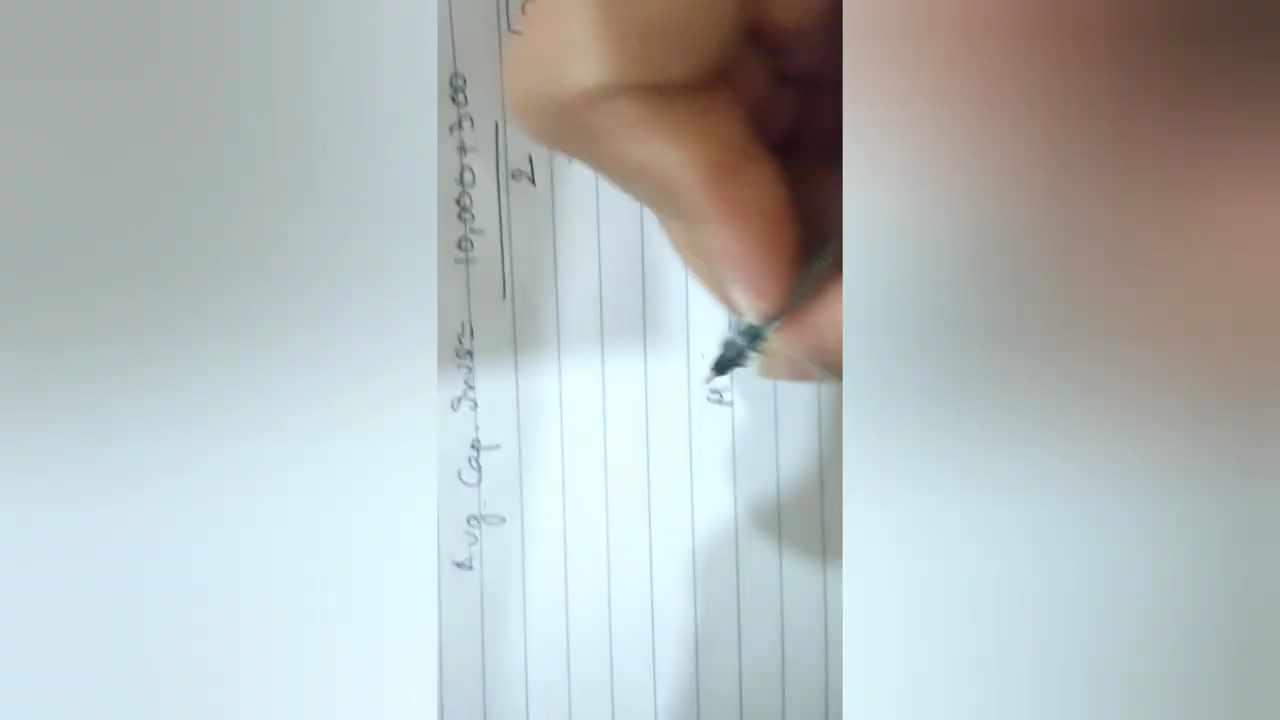 Avg. Cap. Inv = 10,000+300
2